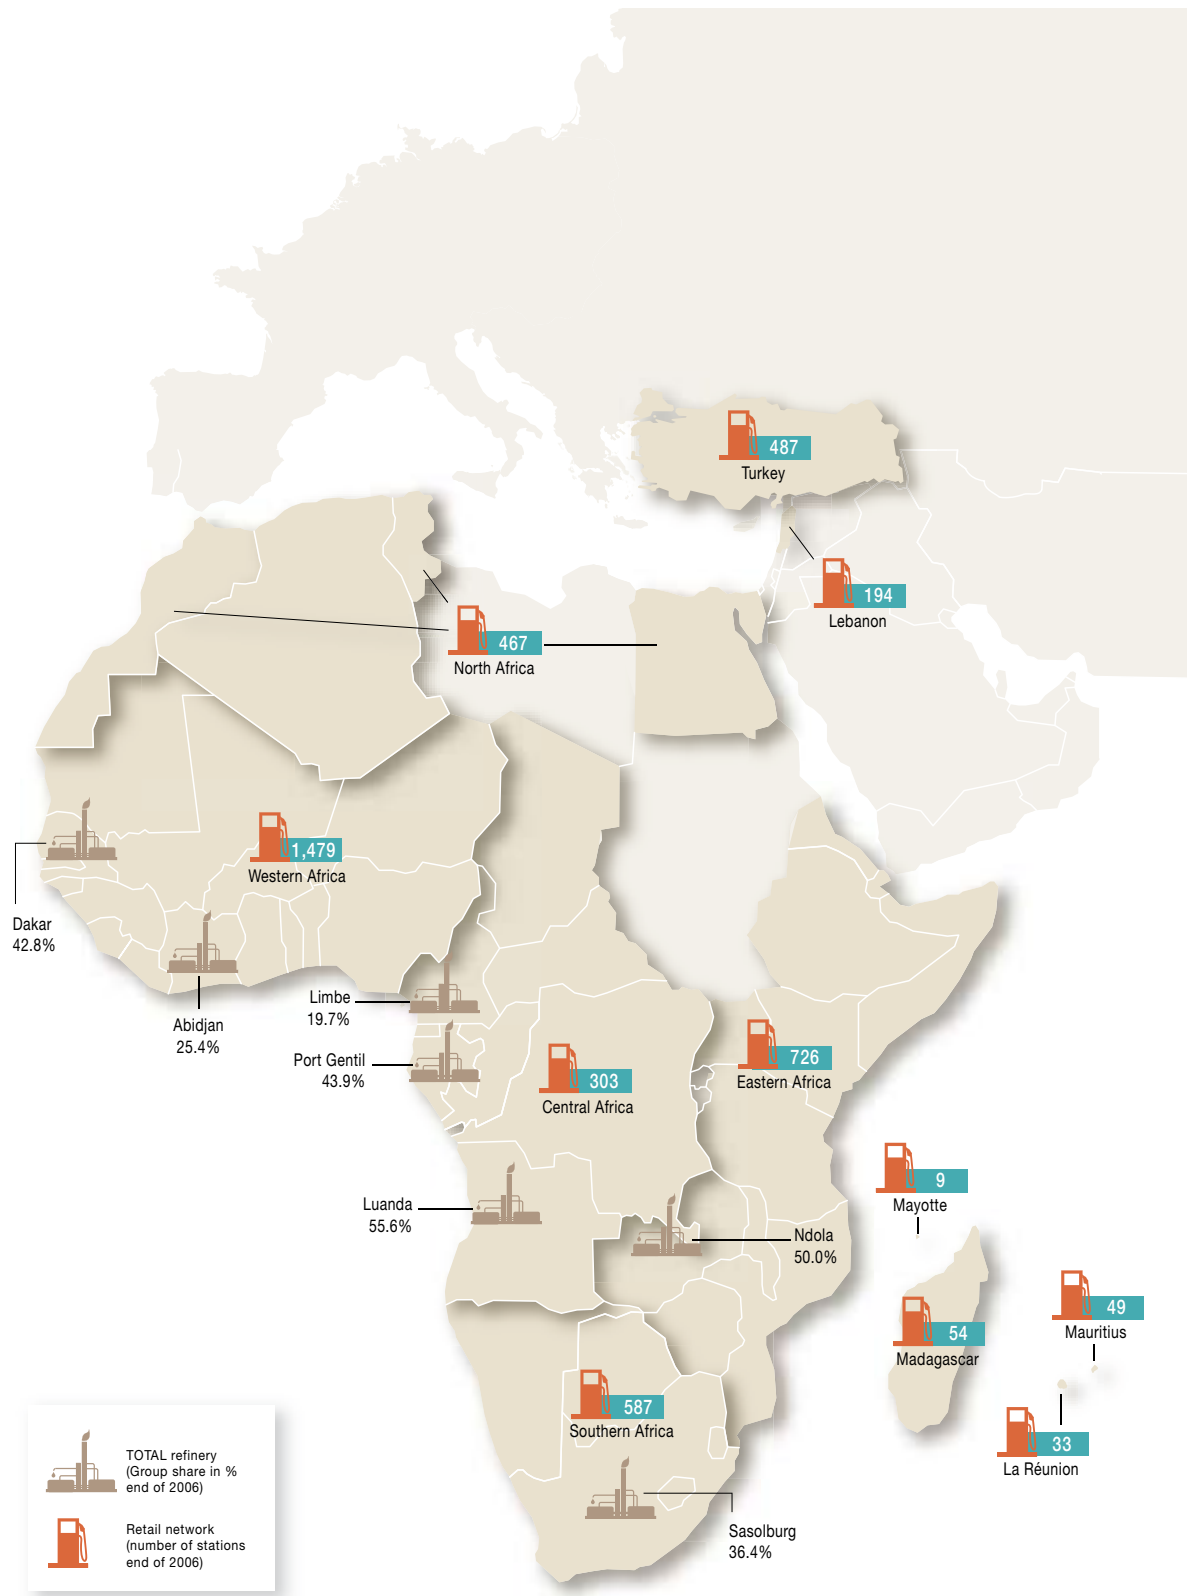 487
Turkey
194
Lebanon
467
North Africa
1,479
Western Africa
Dakar
42.8%
Abidjan
25.4%
Limbe
19.7%
Port Gentil
43.9%
303
Central Africa
726
Eastern Africa
9
Mayotte
Luanda
55.6%
Ndola
50.0%
49
Mauritius
54
Madagascar
587
Southern Africa
33
La Réunion
Sasolburg
36.4%
TOTAL refinery
(Group share in %
end of 2006)
Retail network
(number of stations
end of 2006)